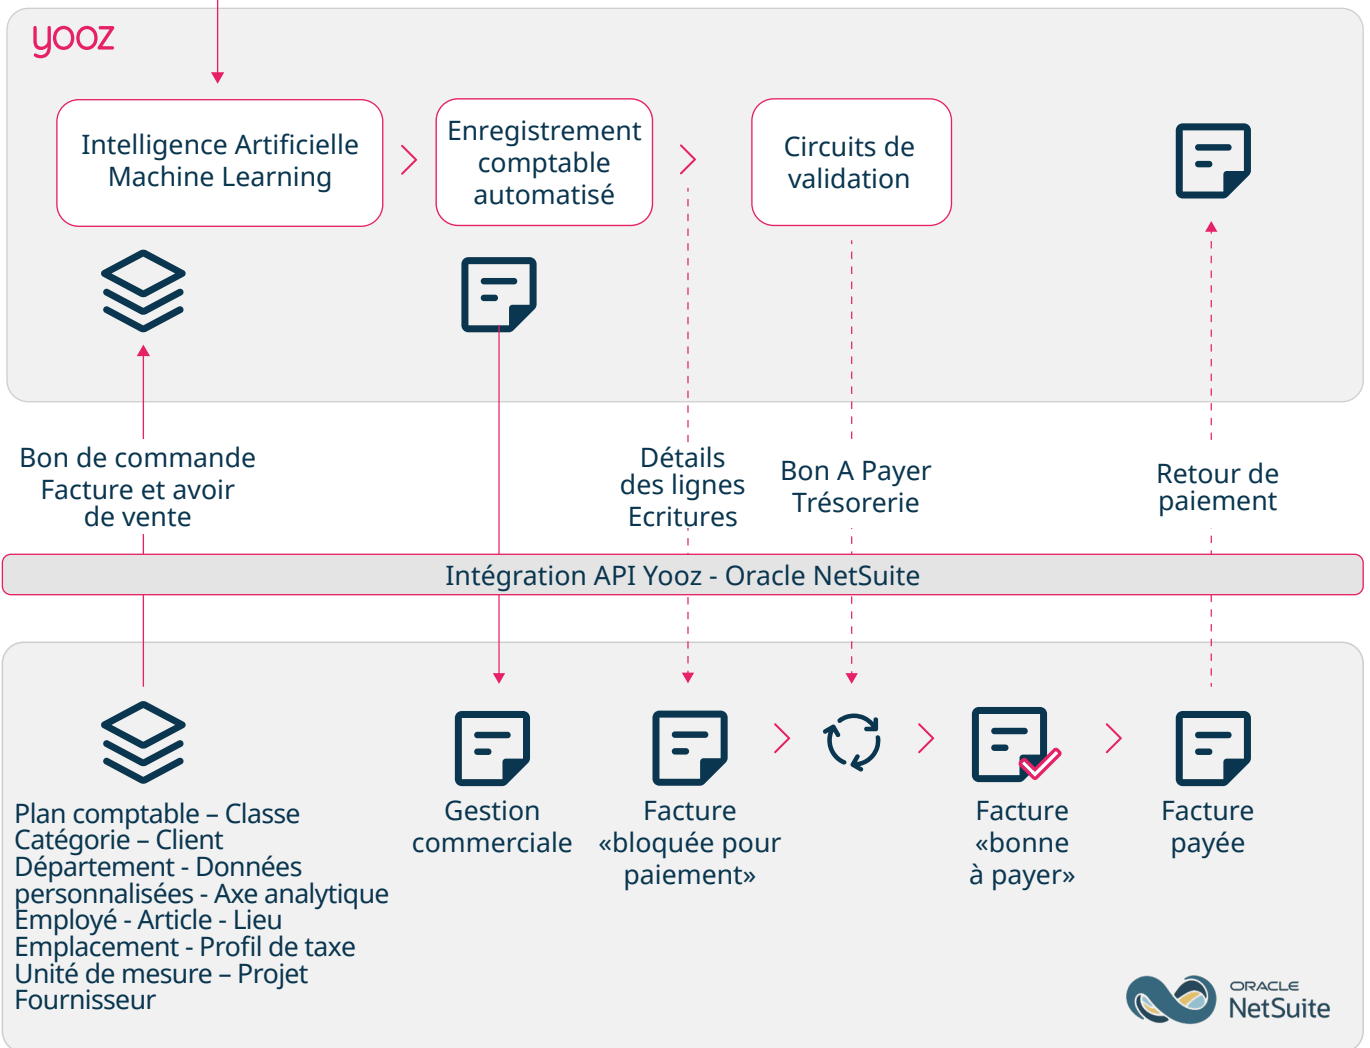 yooz
Intelligence Artificielle
Machine Learning
Enregistrement
comptable
automatisé
Circuits de
validation
Bon de commande
Facture et avoir
de vente
Détails
des lignes
Ecritures
Bon A Payer
Trésorerie
Retour de
paiement
Intégration API Yooz - Oracle NetSuite
Plan comptable – Classe
Catégorie – Client
Département - Données
personnalisées - Axe analytique
Employé - Article - Lieu
Emplacement - Profil de taxe
Unité de mesure – Projet
Fournisseur
Gestion
commerciale
Facture
«bloquée pour
paiement»
Facture
«bonne
à payer»
Facture
payée
ORACLE
NetSuite